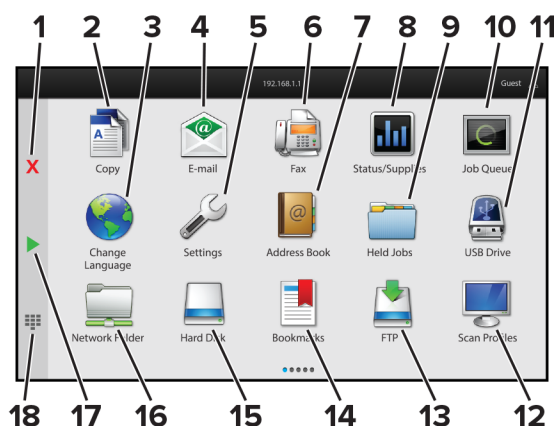 1 2 3 4 5 6 7 8 9 10 11
192.168.1.1
Guest
Copy E-mail Fax Status/Supplies Job Queue
Change Settings Address Book Held Jobs USB Drive
Language
Network Folder Hard Disk Bookmarks FTP Scan Profiles
18 17 16 15 14 13 12